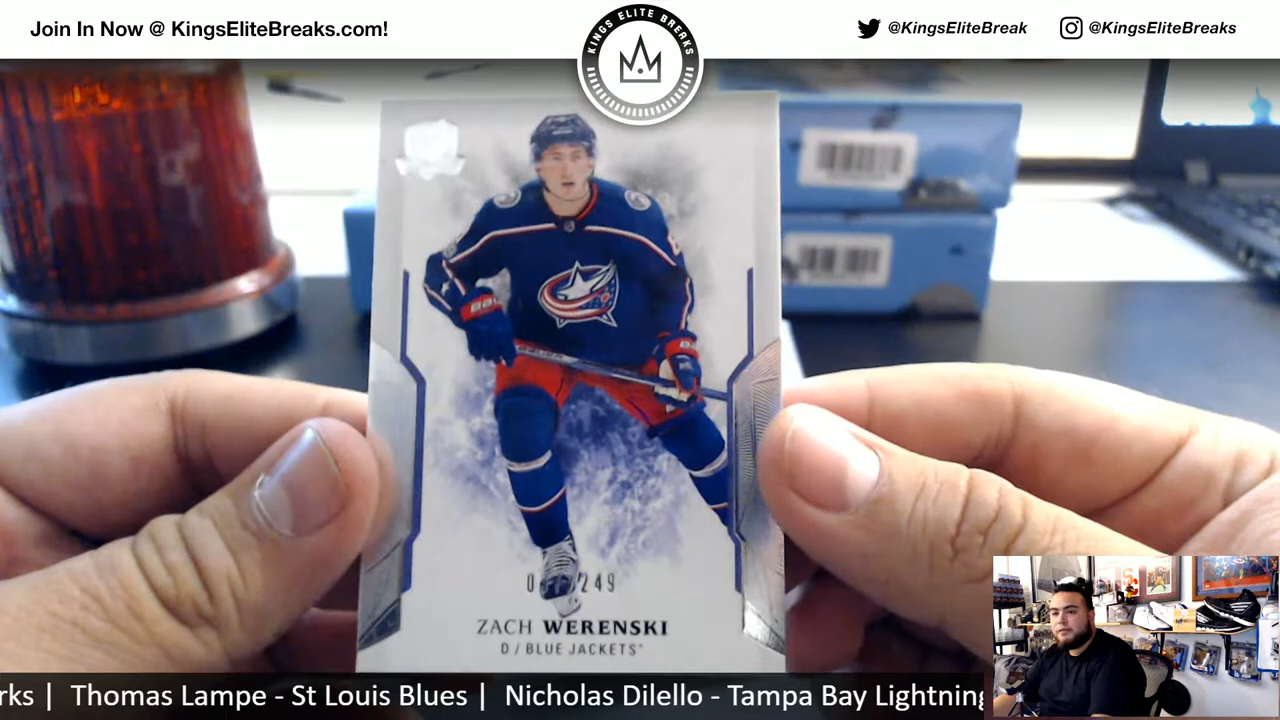 Join In Now @ KingsEliteBreaks.com!
KINGS ELITE BREAKS
@KingsEliteBreak
@KingsEliteBreaks
ZACH WERENSKI
D / BLUE JACKETS
rks | Thomas Lampe - St Louis Blues | Nicholas Dilello - Tampa Bay Lightning